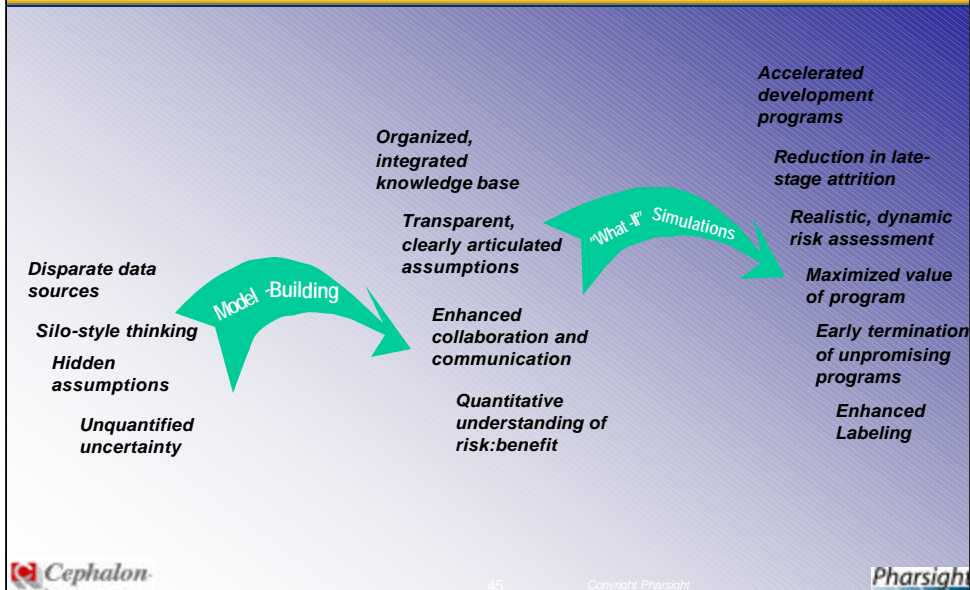 Disparate data
sources
Silo-style thinking
Hidden
assumptions
Unquantified
uncertainty
Model -Building
Organized,
integrated
knowledge base
Transparent,
clearly articulated
assumptions
Enhanced
collaboration and
communication
Quantitative
understanding of
risk:benefit
"What -If" Simulations
Accelerated
development
programs
Reduction in late-
stage attrition
Realistic, dynamic
risk assessment
Maximized value
of program
Early termination
of unpromising
programs
Enhanced
Labeling
Cephalon
45
Copyright Pharsight
Pharsight